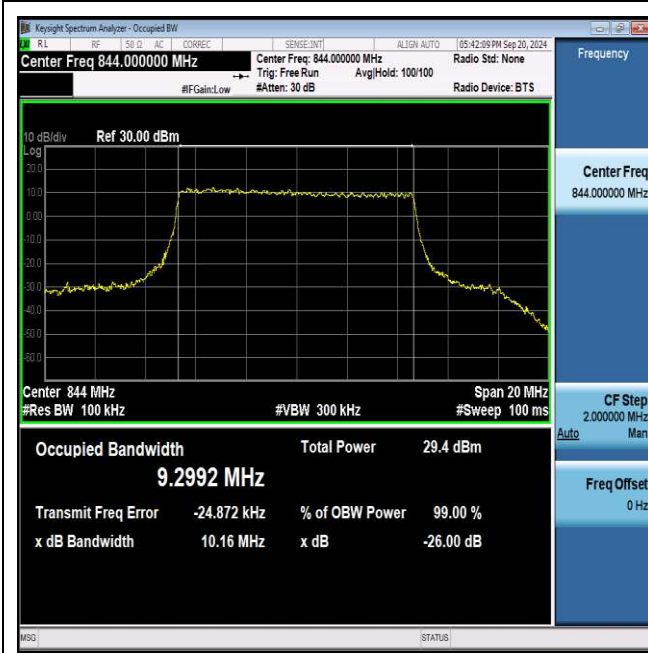 Keysight Spectrum Analyzer - Occupied BW
RL RF 50 Ω AC CORREC SENSE:INT ALIGN AUTO 05:42:09 PM Sep 20, 2024
Center Freq 844.000000 MHz Center Freq: 844.000000 MHz Radio Std: None
Trig: Free Run Avg|Hold: 100/100
#IFGain:Low #Atten: 30 dB Radio Device: BTS
10 dB/div Ref 30.00 dBm
Log
20.0
10.0
0.00
-10.0
-20.0
-30.0
-40.0
-50.0
-60.0
Center 844 MHz Span 20 MHz
#Res BW 100 kHz #VBW 300 kHz #Sweep 100 ms
Occupied Bandwidth Total Power 29.4 dBm
9.2992 MHz
Transmit Freq Error -24.872 kHz % of OBW Power 99.00 %
x dB Bandwidth 10.16 MHz x dB -26.00 dB
MSG STATUS
Frequency
Center Freq
844.000000 MHz
CF Step
2.000000 MHz
Auto Man
Freq Offset
0 Hz